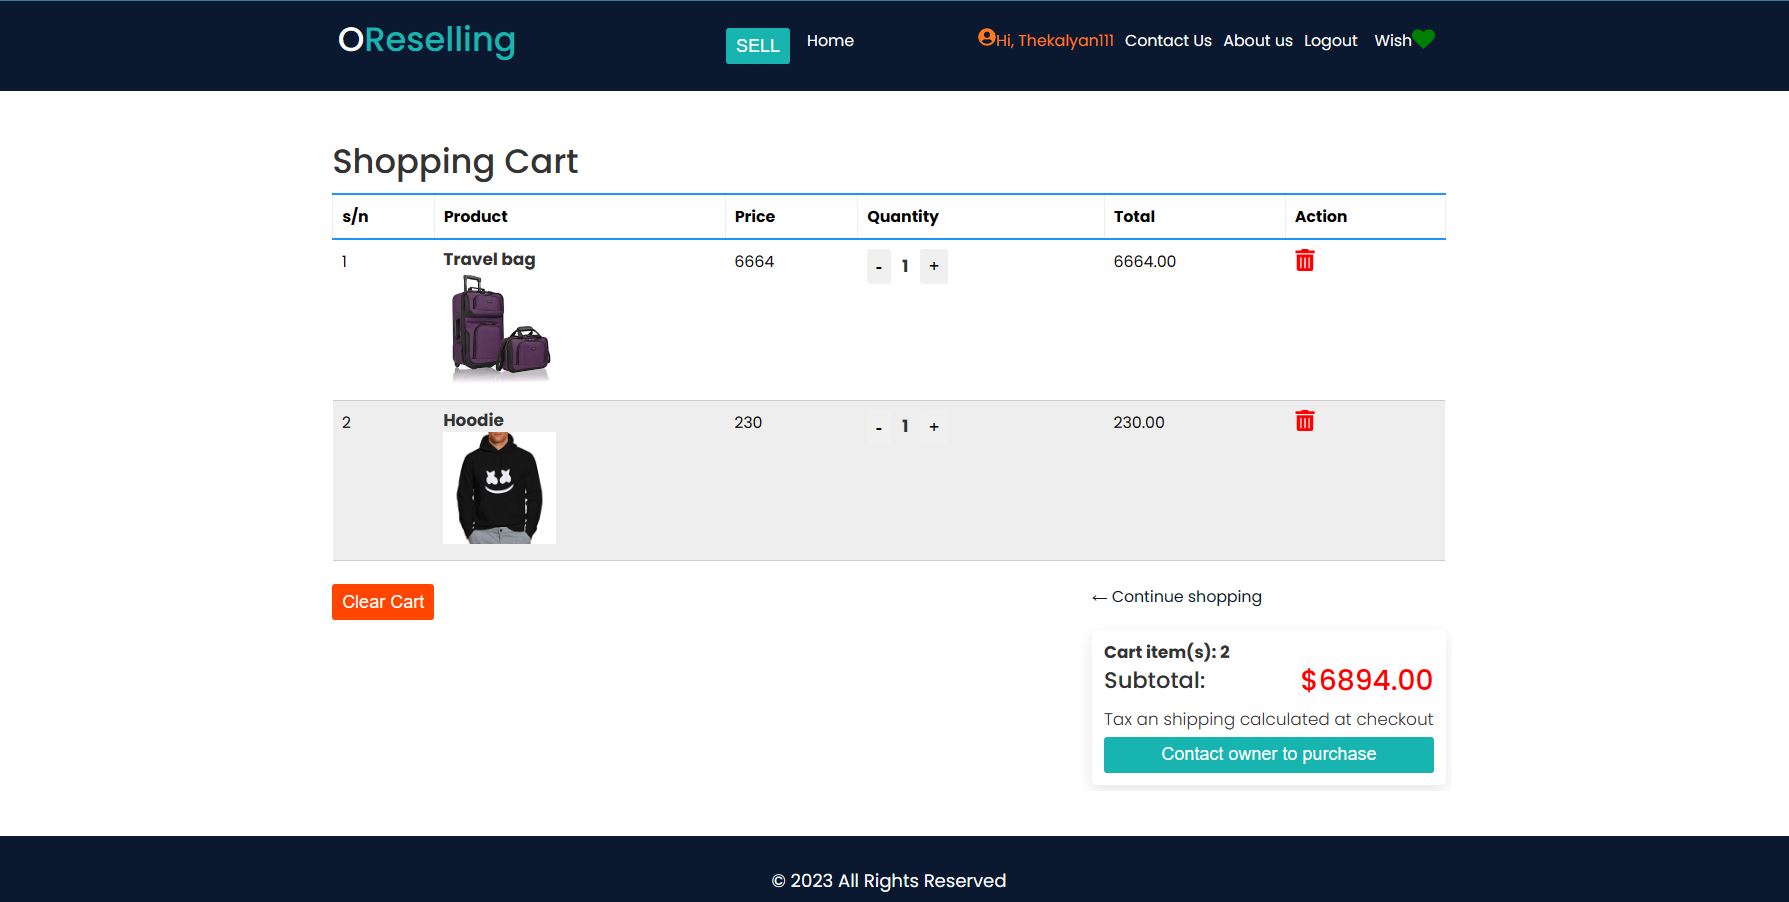 OReselling SELL Home Hi, Thekalyan111 Contact Us About us Logout Wish
Shopping Cart
s/n Product Price Quantity Total Action
1 Travel bag 6664 - 1 + 6664.00
2 Hoodie 230 - 1 + 230.00
Clear Cart ← Continue shopping
Cart item(s): 2
Subtotal: $6894.00
Tax an shipping calculated at checkout
Contact owner to purchase
© 2023 All Rights Reserved